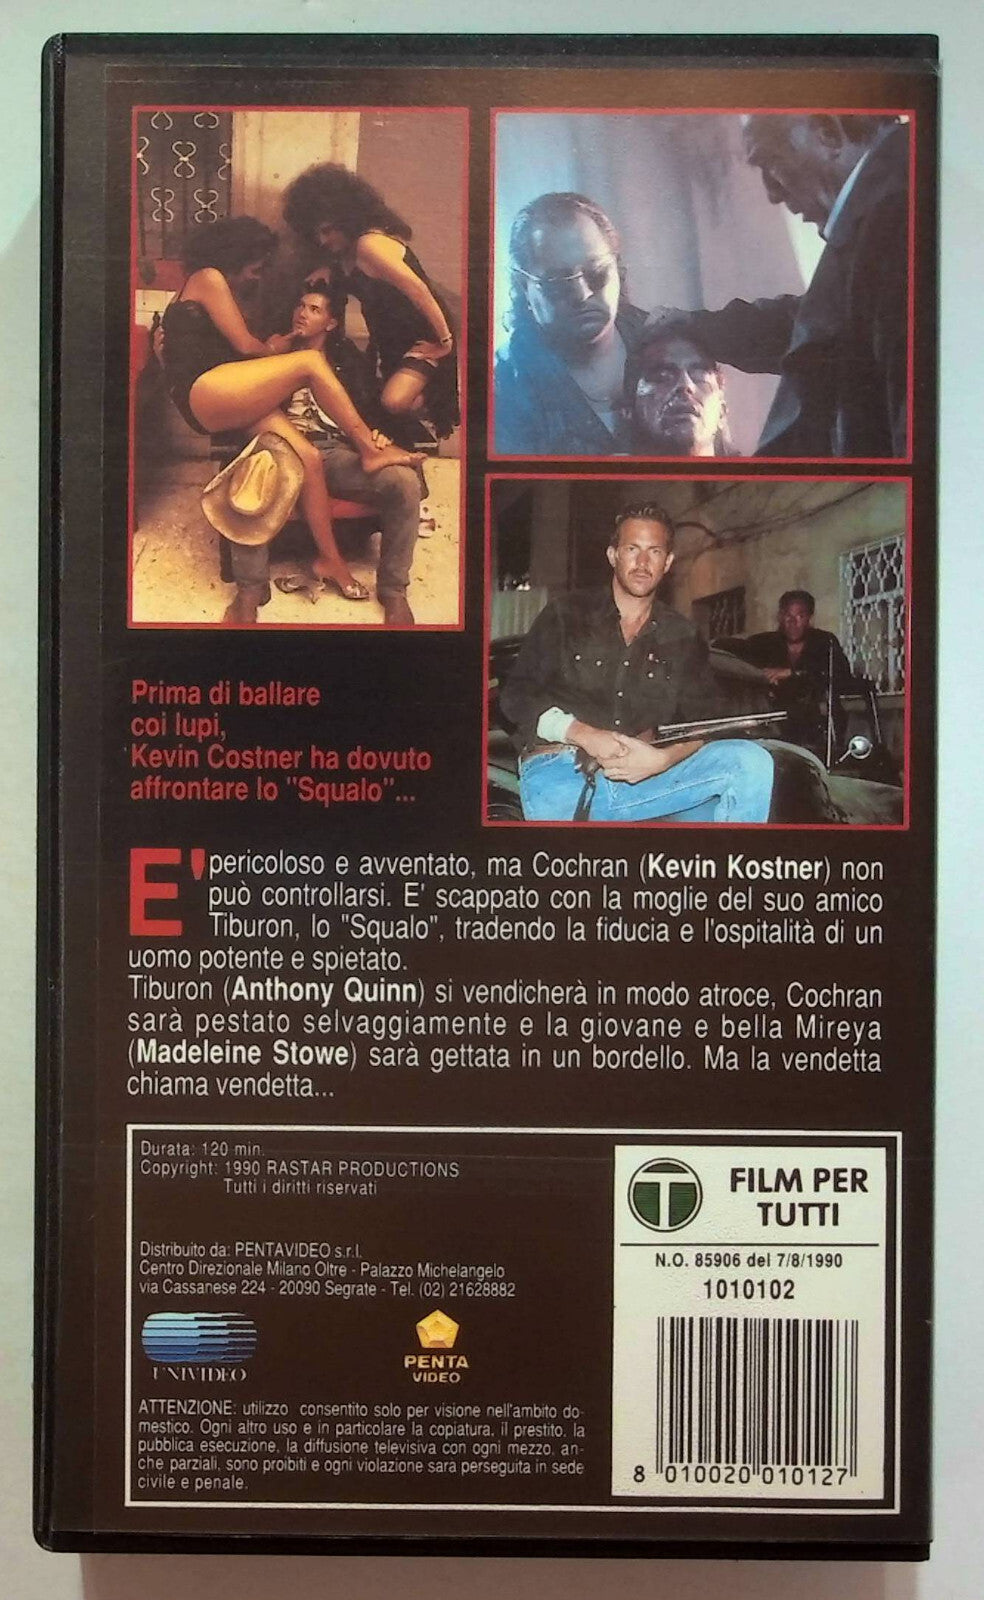 Prima di ballare
coi lupi,
Kevin Costner ha dovuto
affrontare lo "Squalo"...
E' pericoloso e avventato, ma Cochran (Kevin Kostner) non
può controllarsi. E' scappato con la moglie del suo amico
Tiburon, lo "Squalo", tradendo la fiducia e l'ospitalità di un
uomo potente e spietato.
Tiburon (Anthony Quinn) si vendicherà in modo atroce, Cochran
sarà pestato selvaggiamente e la giovane e bella Mireya
(Madeleine Stowe) sarà gettata in un bordello. Ma la vendetta
chiama vendetta...
Durata: 120 min.
Copyright: 1990 RASTAR PRODUCTIONS
Tutti i diritti riservati
Distribuito da: PENTAVIDEO s.r.l.
Centro Direzionale Milano Oltre - Palazzo Michelangelo
via Cassanese 224 - 20090 Segrate - Tel. (02) 21628882
UNIVIDEO
PENTA
VIDEO
ATTENZIONE: utilizzo consentito solo per visione nell'ambito do-
mestico. Ogni altro uso e in particolare la copiatura, il prestito, la
pubblica esecuzione, la diffusione televisiva con ogni mezzo, an-
che parziali, sono proibiti e ogni violazione sarà perseguita in sede
civile e penale.
T
FILM PER
TUTTI
N.O. 85906 del 7/8/1990
1010102
8 010020 010127